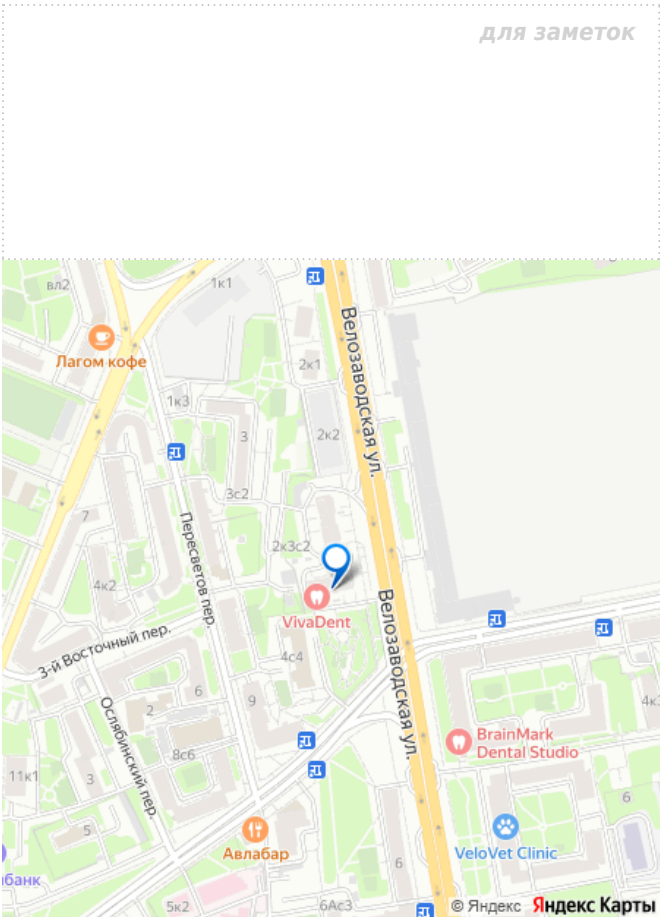 для заметок
вл2
1к1
Лагом кофе
Велозаводская ул.
2к1
1к3
3
2к2
3с2
7
Пересветов пер.
2к3с2
4к2
VivaDent
Велозаводская ул.
3-й Восточный пер.
4с4
6
9
2
Ослябинский пер.
8с6
BrainMark
Dental Studio
11к1
3
6
5
Авлабар
VeloVet Clinic
6
5к2
6Ас3
© Яндекс Яндекс Карты